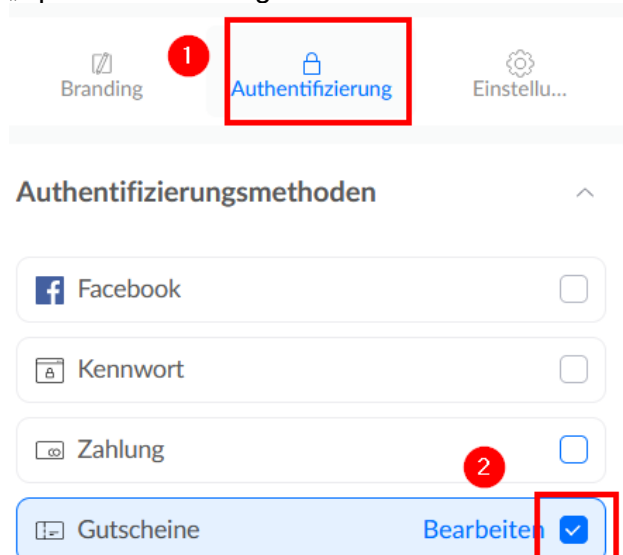 1
Branding
Authentifizierung
Einstellu...
Authentifizierungsmethoden
Facebook
Kennwort
Zahlung
2
Gutscheine Bearbeiten